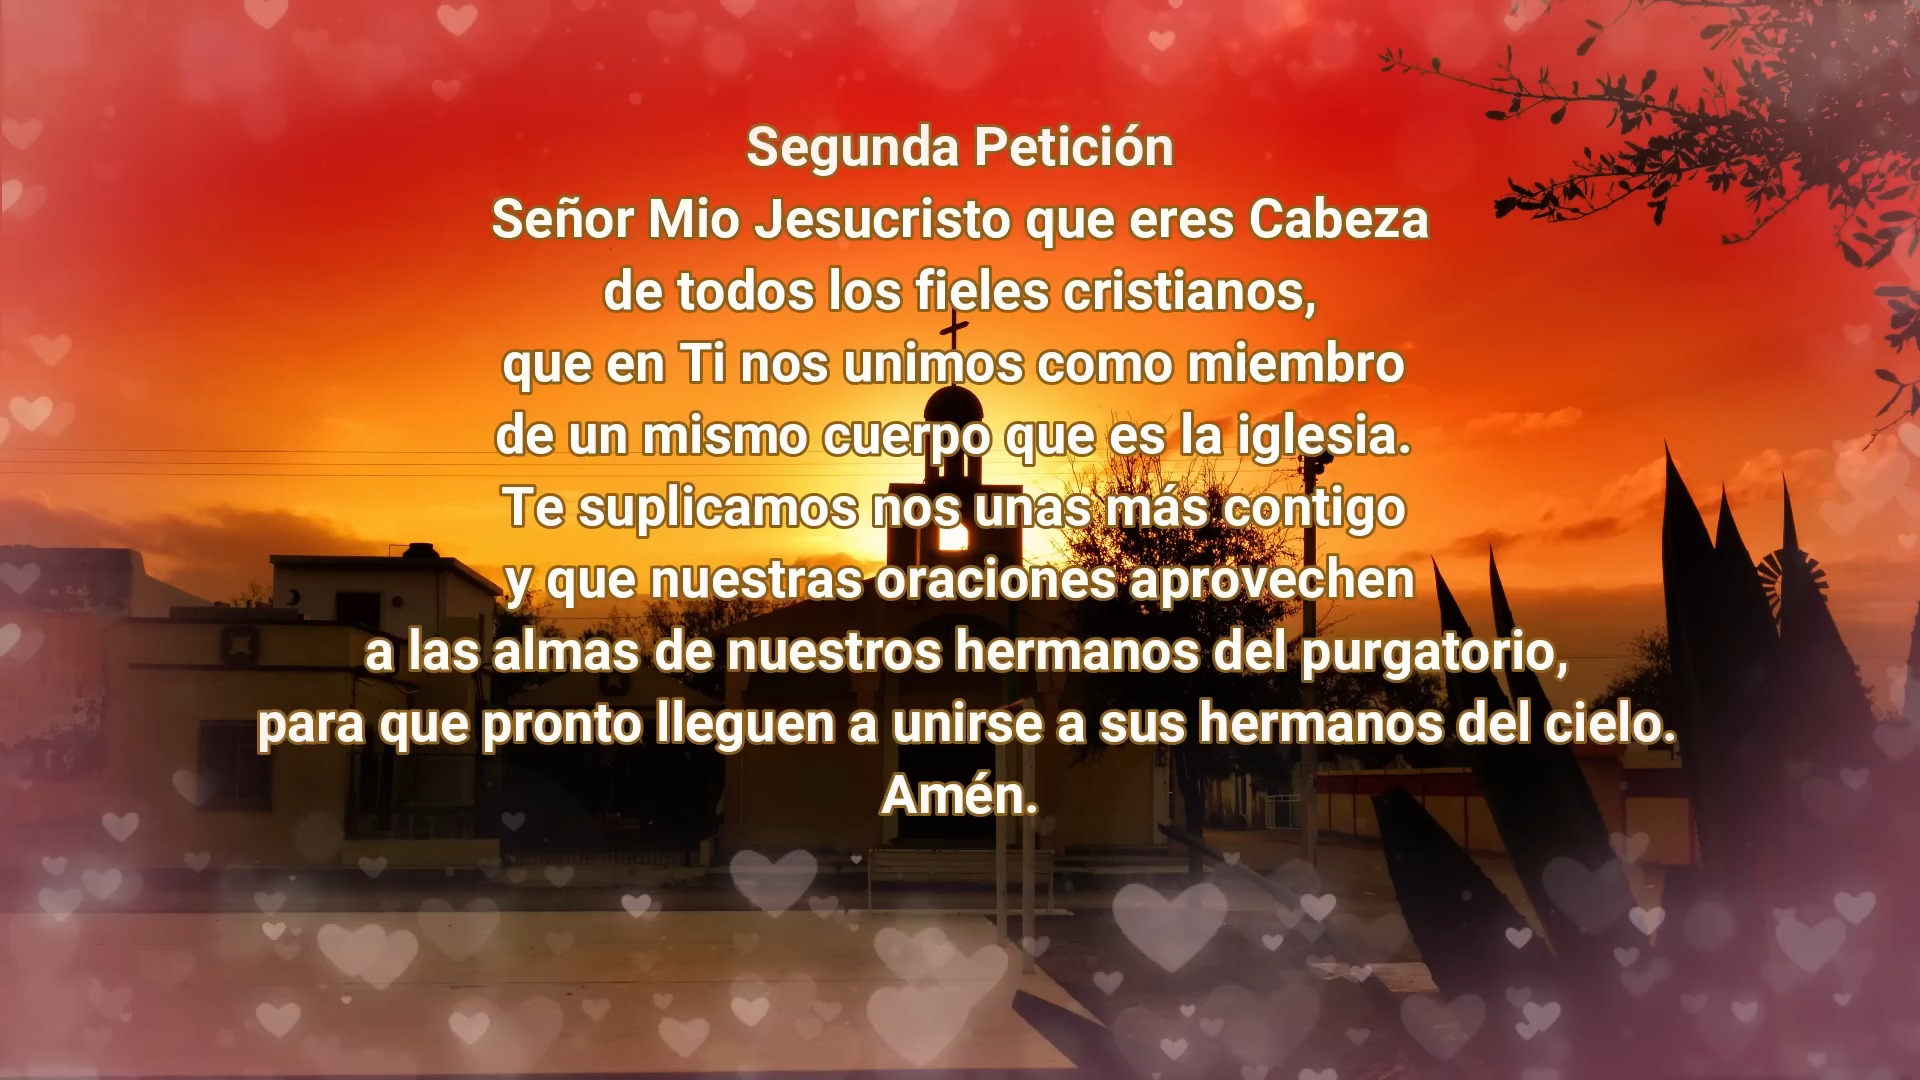 Segunda Petición
Señor Mio Jesucristo que eres Cabeza
de todos los fieles cristianos,
que en Ti nos unimos como miembro
de un mismo cuerpo que es la iglesia.
Te suplicamos nos unas más contigo
y que nuestras oraciones aprovechen
a las almas de nuestros hermanos del purgatorio,
para que pronto lleguen a unirse a sus hermanos del cielo.
Amén.